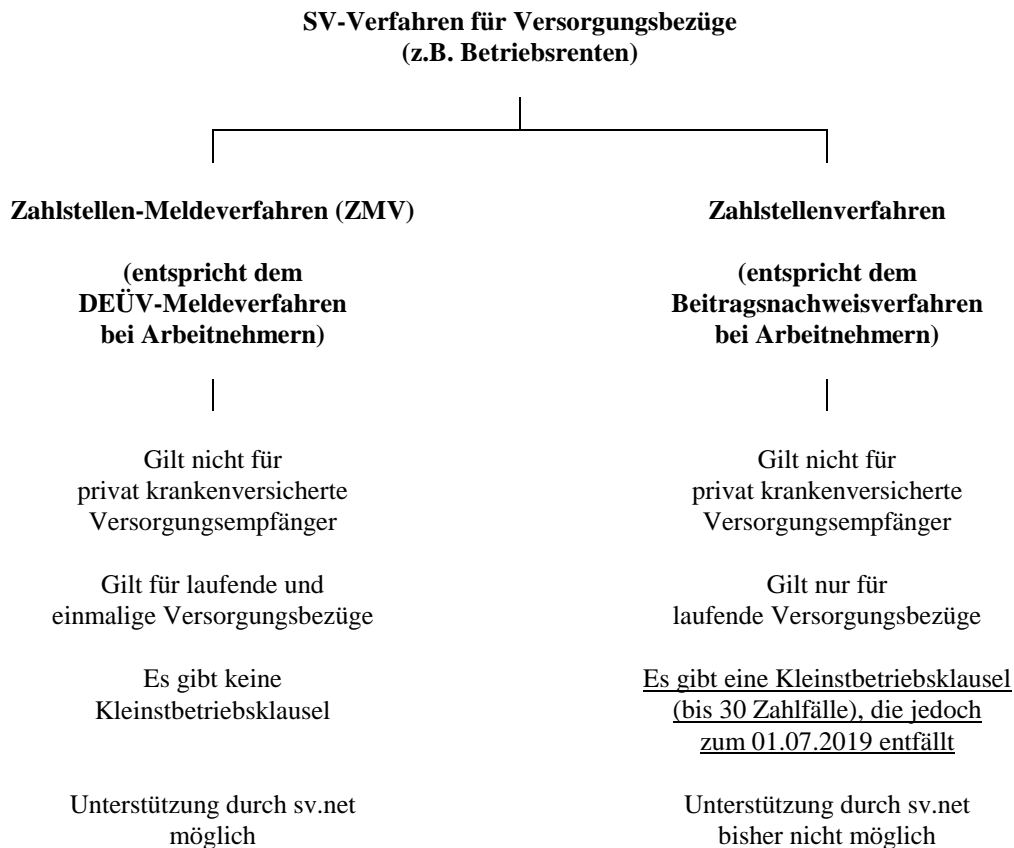 SV-Verfahren für Versorgungsbezüge
(z.B. Betriebsrenten)
Zahlstellen-Meldeverfahren (ZMV)
(entspricht dem
DEÜV-Meldeverfahren
bei Arbeitnehmern)
Gilt nicht für
privat krankenversicherte
Versorgungsempfänger
Gilt für laufende und
einmalige Versorgungsbezüge
Es gibt keine
Kleinstbetriebsklausel
Unterstützung durch sv.net
möglich
Zahlstellenverfahren
(entspricht dem
Beitragsnachweisverfahren
bei Arbeitnehmern)
Gilt nicht für
privat krankenversicherte
Versorgungsempfänger
Gilt nur für
laufende Versorgungsbezüge
Es gibt eine Kleinstbetriebsklausel
(bis 30 Zahlfälle), die jedoch
zum 01.07.2019 entfällt
Unterstützung durch sv.net
bisher nicht möglich